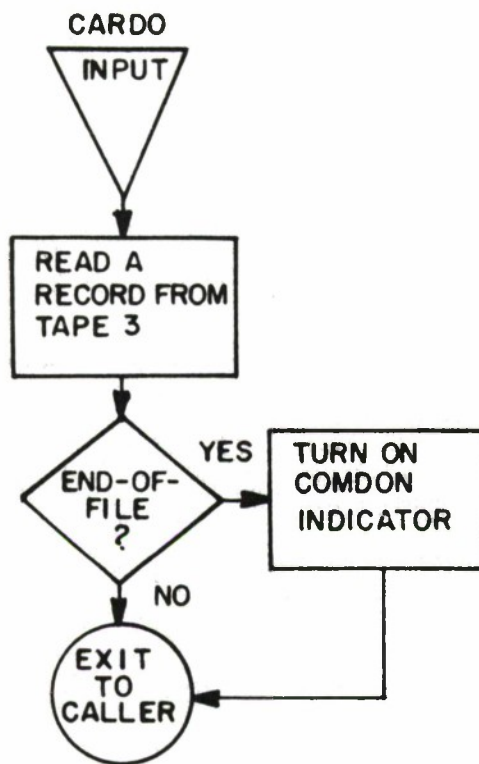 CARDO
INPUT
READ A
RECORD FROM
TAPE 3
END-OF-
FILE
?
YES
TURN ON
COMDON
INDICATOR
NO
EXIT
TO
CALLER